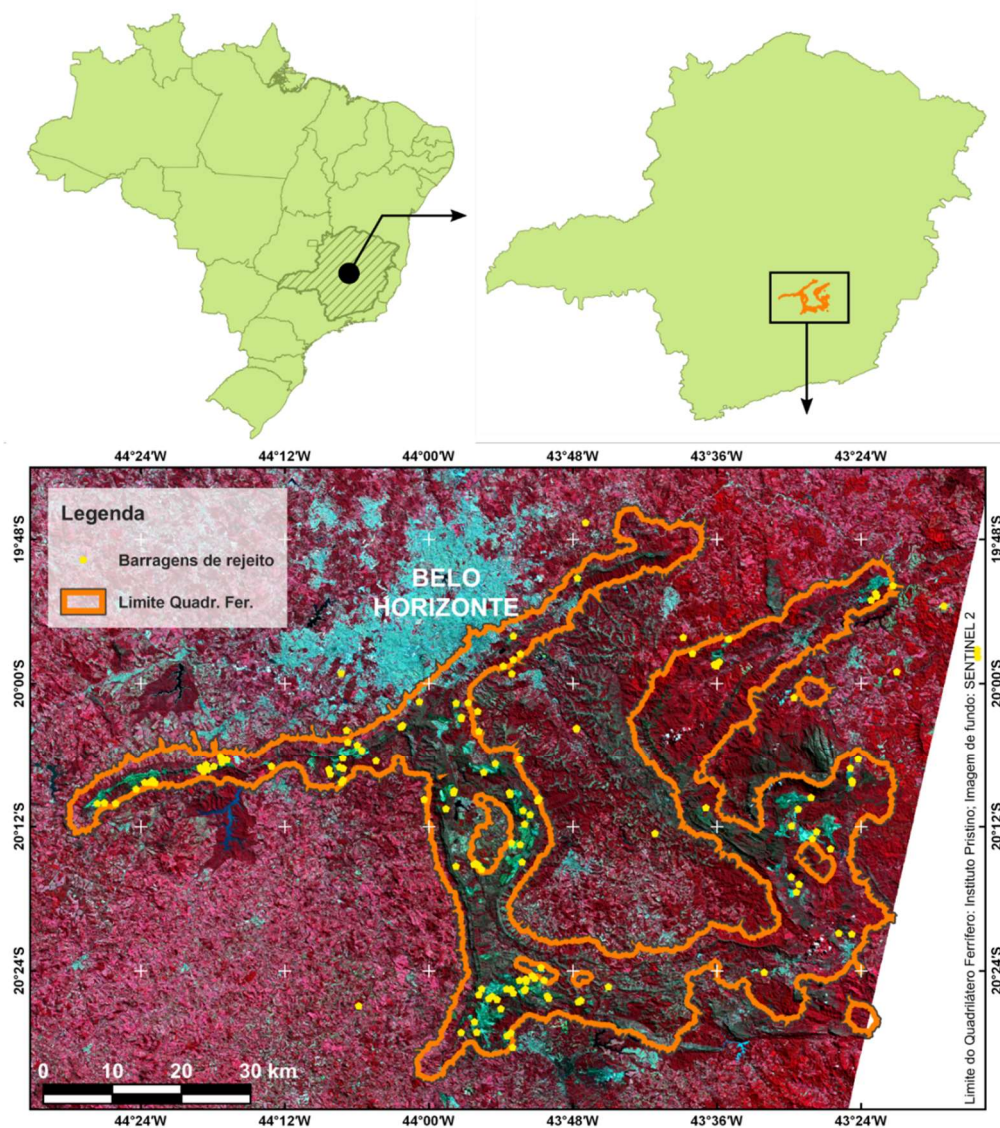 44°24'W 44°12'W 44°00'W 43°48'W 43°36'W 43°24'W
Legenda
Barragens de rejeito
Limite Quadr. Fer.
BELO
HORIZONTE
19°48'S
20°00'S
20°12'S
20°24'S
19°48'S
20°00'S
20°12'S
20°24'S
Limite do Quadrilátero Ferrífero: Instituto Pristino; Imagem de fundo: SENTINEL 2
0 10 20 30 km
44°24'W 44°12'W 44°00'W 43°48'W 43°36'W 43°24'W